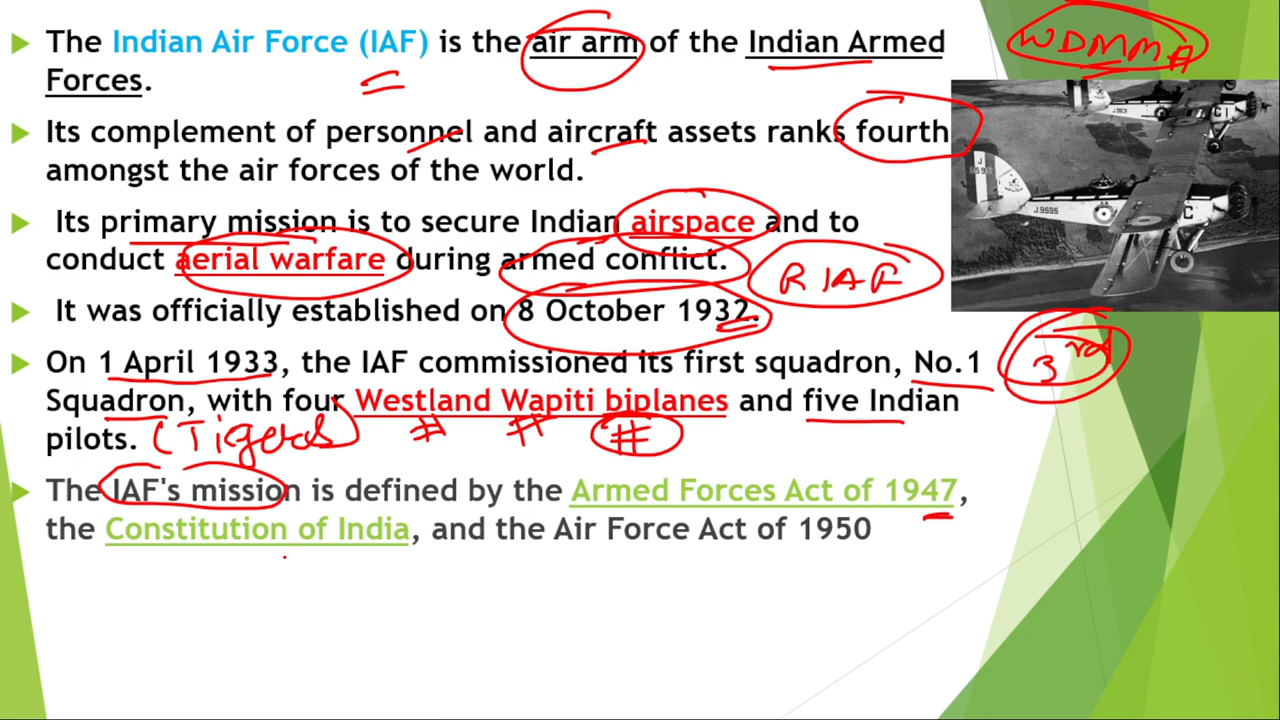 The Indian Air Force (IAF) is the air arm of the Indian Armed
Forces.
WDMMA
Its complement of personnel and aircraft assets ranks fourth
amongst the air forces of the world.
Its primary mission is to secure Indian airspace and to
conduct aerial warfare during armed conflict.
RIAF
It was officially established on 8 October 1932.
On 1 April 1933, the IAF commissioned its first squadron, No.1
3rd
Squadron, with four Westland Wapiti biplanes and five Indian
pilots. (Tigers)
# # #
The IAF's mission is defined by the Armed Forces Act of 1947,
the Constitution of India, and the Air Force Act of 1950
J.9595
C